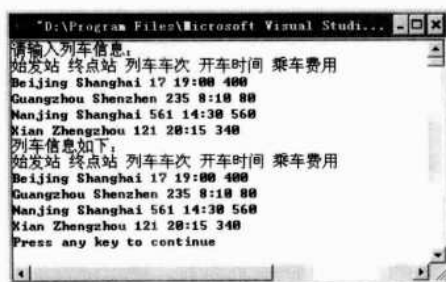 "D:\Program Files\Microsoft Visual Studi...
请输入列车信息：
始发站 终点站 列车车次 开车时间 乘车费用
Beijing Shanghai 17 19:00 400
Guangzhou Shenzhen 235 8:10 80
Nanjing Shanghai 561 14:30 560
Xian Zhengzhou 121 20:15 340
列车信息如下：
始发站 终点站 列车车次 开车时间 乘车费用
Beijing Shanghai 17 19:00 400
Guangzhou Shenzhen 235 8:10 80
Nanjing Shanghai 561 14:30 560
Xian Zhengzhou 121 20:15 340
Press any key to continue